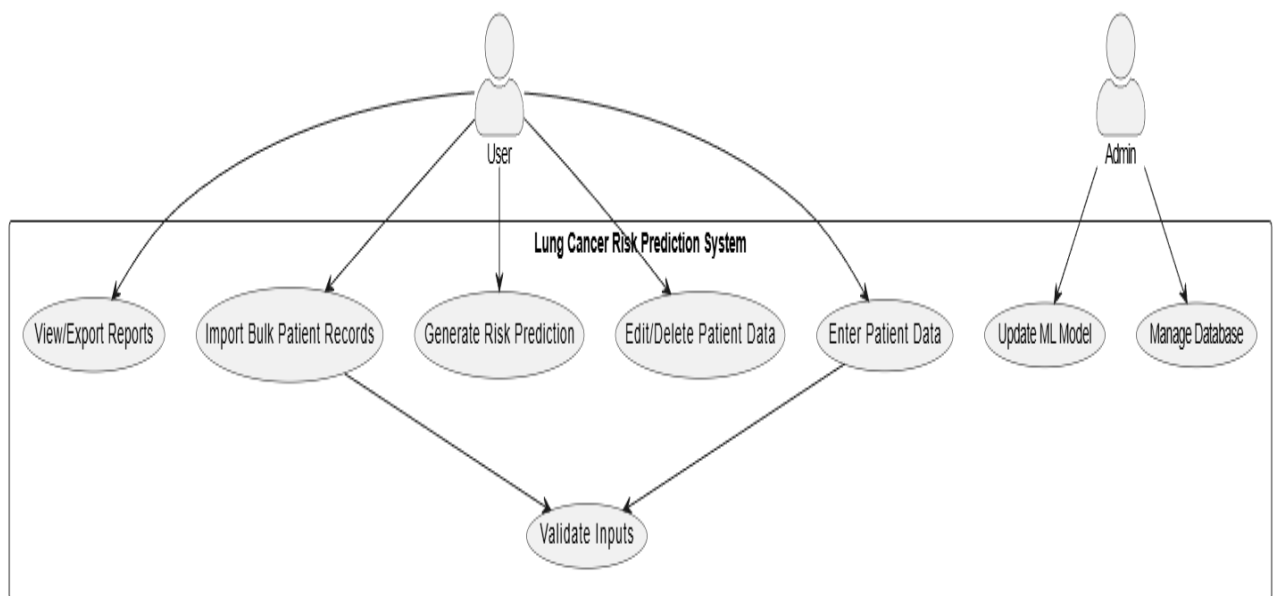 User
Admin
Lung Cancer Risk Prediction System
View/Export Reports
Import Bulk Patient Records
Generate Risk Prediction
Edit/Delete Patient Data
Enter Patient Data
Update ML Model
Manage Database
Validate Inputs